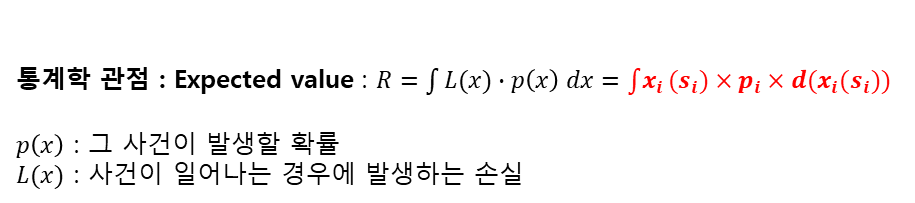 통계학 관점 : Expected value : 𝑅 = ∫ 𝐿(𝑥) ∙ 𝑝(𝑥) 𝑑𝑥 = ∫𝒙ᵢ (𝒔ᵢ) × 𝒑ᵢ × 𝒅(𝒙ᵢ(𝒔ᵢ))
𝑝(𝑥) : 그 사건이 발생할 확률
𝐿(𝑥) : 사건이 일어나는 경우에 발생하는 손실